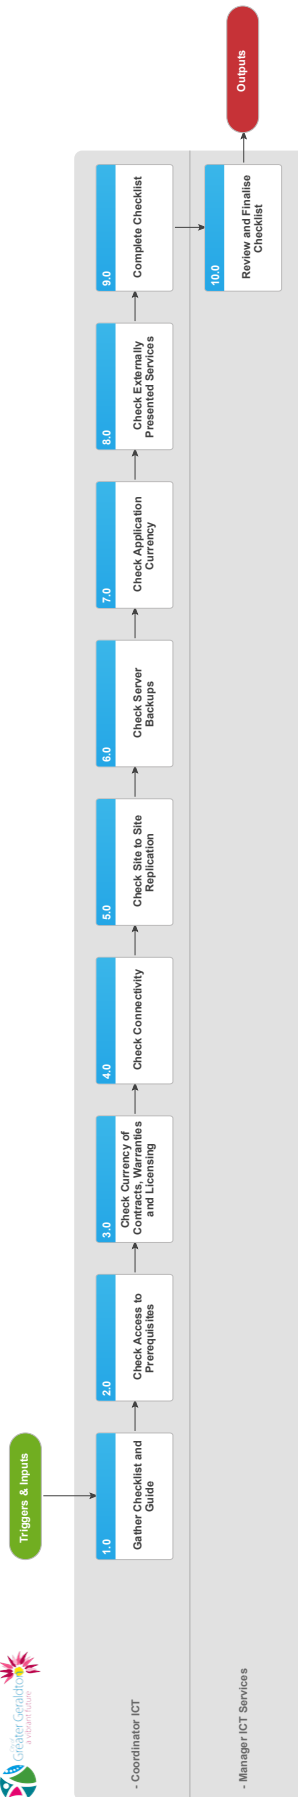 Greater Geraldton
a vibrant future
Triggers & Inputs
- Coordinator ICT
1.0
Gather Checklist and
Guide
2.0
Check Access to
Prerequisites
3.0
Check Currency of
Contracts, Warranties
and Licensing
4.0
Check Connectivity
5.0
Check Site to Site
Replication
6.0
Check Server
Backups
7.0
Check Application
Currency
8.0
Check Externally
Presented Services
9.0
Complete Checklist
- Manager ICT Services
10.0
Review and Finalise
Checklist
Outputs